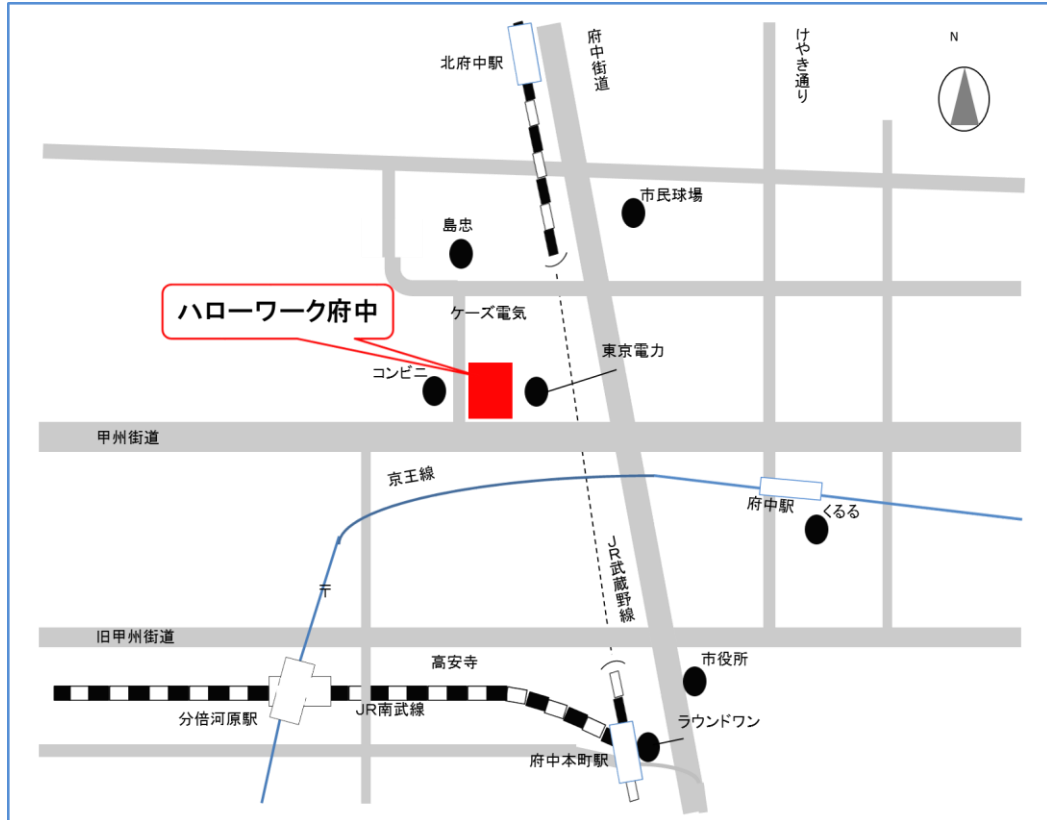 北府中駅
府中街道
けやき通り
N
市民球場
島忠
ハローワーク府中
ケーズ電気
東京電力
コンビニ
甲州街道
京王線
府中駅
くるる
JR武蔵野線
〒
旧甲州街道
高安寺
市役所
分倍河原駅
JR南武線
ラウンドワン
府中本町駅